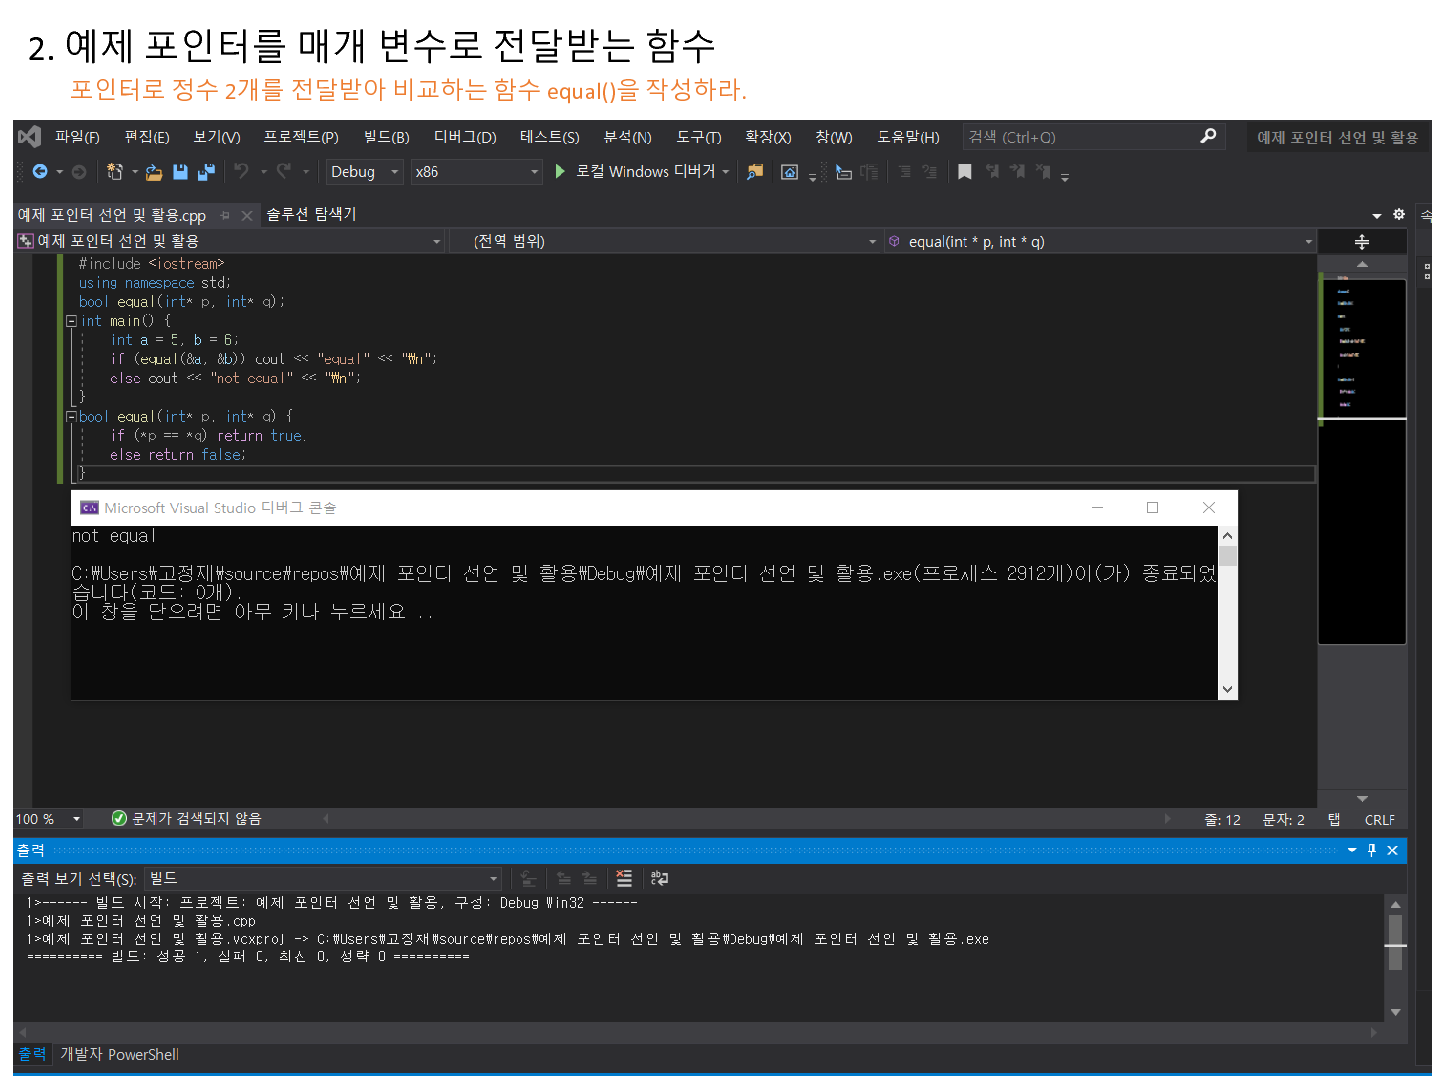 2. 예제 포인터를 매개 변수로 전달받는 함수
포인터로 정수 2개를 전달받아 비교하는 함수 equal()을 작성하라.
파일(F) 편집(E) 보기(V) 프로젝트(P) 빌드(B) 디버그(D) 테스트(S) 분석(N) 도구(T) 확장(X) 창(W) 도움말(H) 검색 (Ctrl+Q) 예제 포인터 선언 및 활용
Debug x86 로컬 Windows 디버거
예제 포인터 선언 및 활용.cpp 솔루션 탐색기
예제 포인터 선언 및 활용 (전역 범위) equal(int * p, int * q)
#include <iostream>
using namespace std;
bool equal(int* p, int* q);
int main() {
int a = 5, b = 6;
if (equal(&a, &b)) cout << "equal" << "₩n";
else cout << "not equal" << "₩n";
}
bool equal(int* p, int* q) {
if (*p == *q) return true;
else return false;
}
Microsoft Visual Studio 디버그 콘솔
not equal
C:₩Users₩고정재₩source₩repos₩예제 포인터 선언 및 활용₩Debug₩예제 포인터 선언 및 활용.exe(프로세스 2912개)이(가) 종료되었
습니다(코드: 0개).
이 창을 닫으려면 아무 키나 누르세요...
100 % 문제가 검색되지 않음 줄: 12 문자: 2 탭 CRLF
출력
출력 보기 선택(S): 빌드
1>------ 빌드 시작: 프로젝트: 예제 포인터 선언 및 활용, 구성: Debug Win32 ------
1>예제 포인터 선언 및 활용.cpp
1>예제 포인터 선언 및 활용.vcxproj -> C:₩Users₩고정재₩source₩repos₩예제 포인터 선언 및 활용₩Debug₩예제 포인터 선언 및 활용.exe
========== 빌드: 성공 1, 실패 0, 최신 0, 생략 0 ==========
출력 개발자 PowerShell